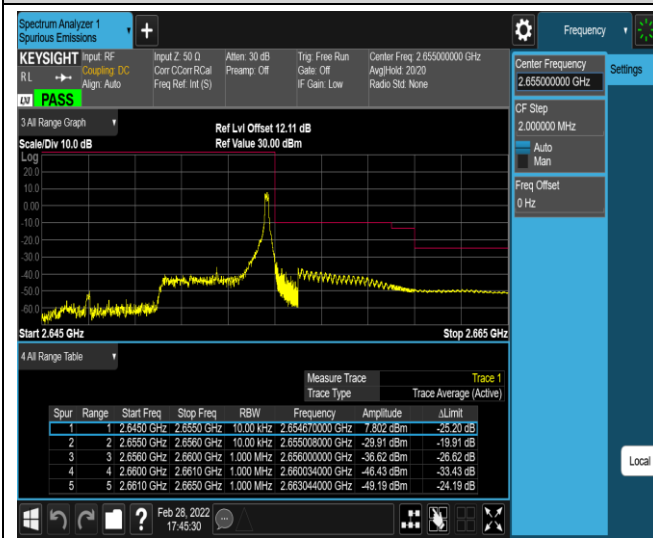 Spectrum Analyzer 1
Spurious Emissions
Frequency
KEYSIGHT
RL
Input: RF
Coupling: DC
Align: Auto
Input Z: 50 Ω
Corr CCorr RCal
Freq Ref: Int (S)
Atten: 30 dB
Preamp: Off
Trig: Free Run
Gate: Off
IF Gain: Low
Center Freq: 2.655000000 GHz
Avg|Hold: 20/20
Radio Std: None
LXI PASS
Center Frequency
2.655000000 GHz
Settings
CF Step
2.000000 MHz
Auto
Man
Freq Offset
0 Hz
3 All Range Graph
Scale/Div 10.0 dB
Ref Lvl Offset 12.11 dB
Ref Value 30.00 dBm
Log
20.0
10.0
0.00
-10.0
-20.0
-30.0
-40.0
-50.0
-60.0
Start 2.645 GHz
Stop 2.665 GHz
4 All Range Table
Measure Trace Trace 1
Trace Type Trace Average (Active)
Spur Range Start Freq Stop Freq RBW Frequency Amplitude ΔLimit
1 1 2.6450 GHz 2.6550 GHz 10.00 kHz 2.654670000 GHz 7.802 dBm -25.20 dB
2 2 2.6550 GHz 2.6560 GHz 10.00 kHz 2.655008000 GHz -29.91 dBm -19.91 dB
3 3 2.6560 GHz 2.6600 GHz 1.000 MHz 2.656000000 GHz -36.62 dBm -26.62 dB
4 4 2.6600 GHz 2.6610 GHz 1.000 MHz 2.660034000 GHz -46.43 dBm -33.43 dB
5 5 2.6610 GHz 2.6650 GHz 1.000 MHz 2.663044000 GHz -49.19 dBm -24.19 dB
Local
?
Feb 28, 2022
17:45:30